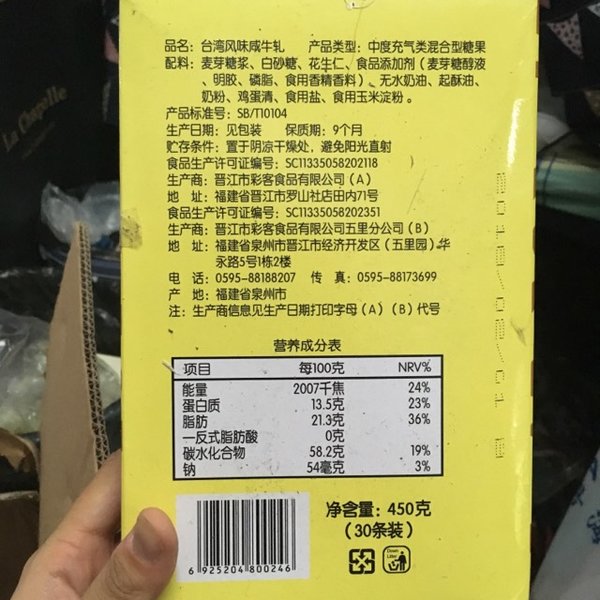 品名：台湾风味咸牛轧 产品类型：中度充气类混合型糖果
配料：麦芽糖浆、白砂糖、花生仁、食品添加剂（麦芽糖醇液
、明胶、磷脂、食用香精香料）、无水奶油、起酥油、
奶粉、鸡蛋清、食用盐、食用玉米淀粉。
产品标准号：SB/T10104
生产日期：见包装 保质期：9个月
贮存条件：置于阴凉干燥处，避免阳光直射
食品生产许可证编号：SC11335058202118
生产商：晋江市彩客食品有限公司（A）
地 址：福建省晋江市罗山社店田内71号
食品生产许可证编号：SC11335058202351
生产商：晋江市彩客食品有限公司五里分公司（B）
地 址：福建省泉州市晋江市经济开发区（五里园）华
永路5号1栋2楼
电 话：0595-88188207 传 真：0595-88173699
产 地：福建省泉州市
注：生产商信息见生产日期打印字母（A）（B）代号
营养成分表
项目 每100克 NRV%
能量 2007千焦 24%
蛋白质 13.5克 23%
脂肪 21.3克 36%
—反式脂肪酸 0克
碳水化合物 58.2克 19%
钠 54毫克 3%
净含量：450克
（30条装）
6 925204 800246
La Chapelle